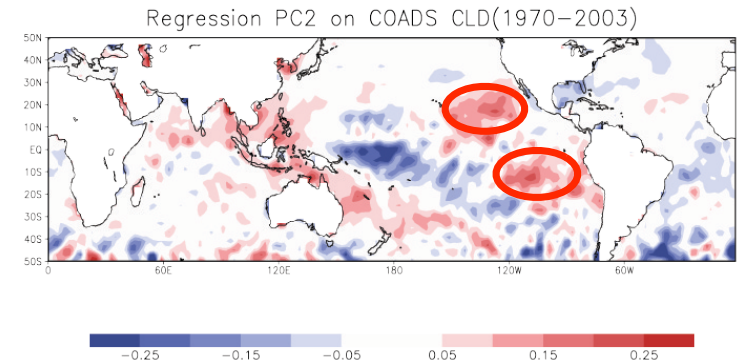 Regression PC2 on COADS CLD(1970-2003)
50N
40N
30N
20N
10N
EQ
10S
20S
30S
40S
50S
0 60E 120E 180 120W 60W
-0.25 -0.15 -0.05 0.05 0.15 0.25